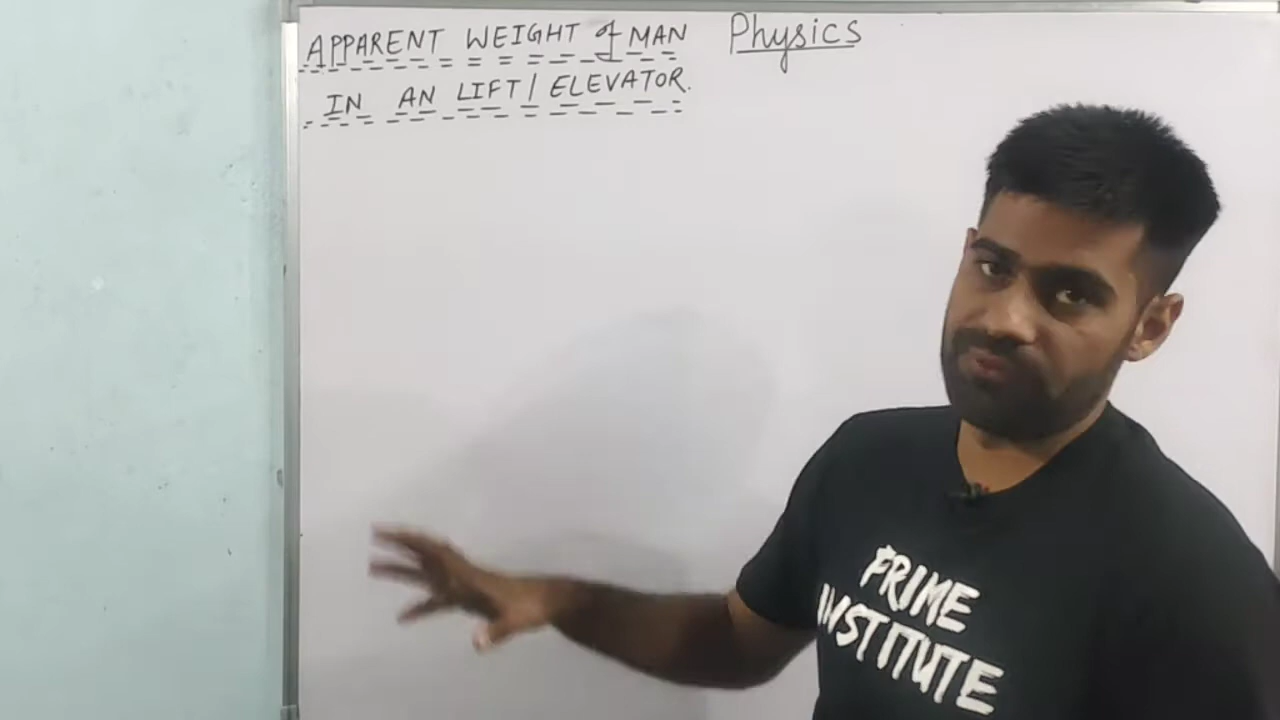 APPARENT WEIGHT of MAN
IN AN LIFT/ELEVATOR.
Physics
PRIME
INSTITUTE